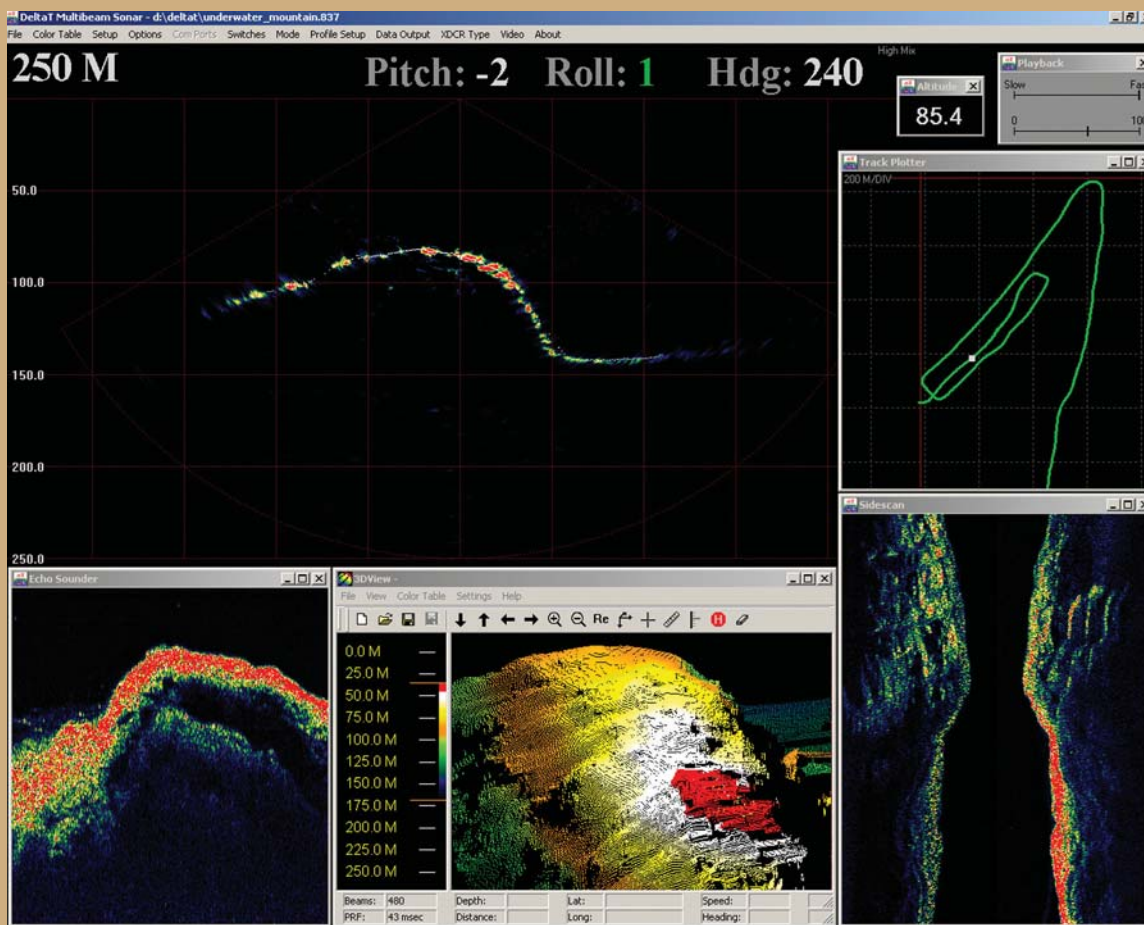 DeltaT Multibeam Sonar - d:\deltat\underwater_mountain.837
File Color Table Setup Options Com Ports Switches Mode Profile Setup Data Output XDCR Type Video About
250 M Pitch: -2 Roll: 1 Hdg: 240
High Mix
Altitude
85.4
Playback
Slow Fas
0 100
50.0
100.0
150.0
200.0
250.0
Track Plotter
200 M/DIV
Sidescan
Echo Sounder
3DView -
File View Color Table Settings Help
Re
H
0.0 M
25.0 M
50.0 M
75.0 M
100.0 M
125.0 M
150.0 M
175.0 M
200.0 M
225.0 M
250.0 M
Beams: 480 Depth: Lat: Speed:
PRF: 43 msec Distance: Long: Heading: